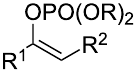 OPO(OR)₂
R¹ R²